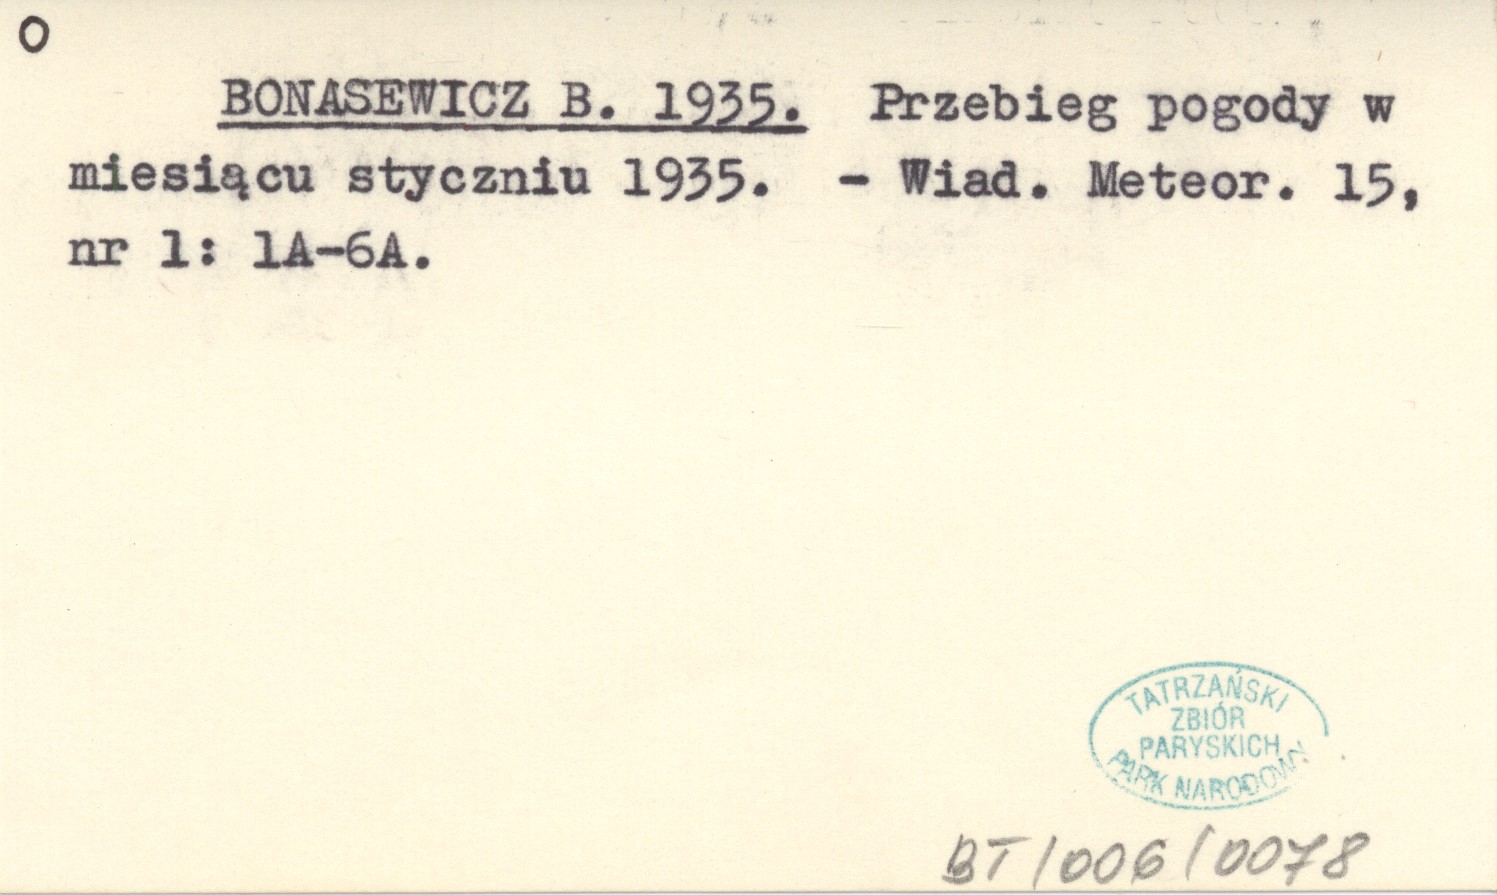 O
BONASEWICZ B. 1935. Przebieg pogody w
miesiącu styczniu 1935. - Wiad. Meteor. 15,
nr 1: 1A-6A.
TATRZAŃSKI
ZBIÓR
PARYSKICH
PARK NARODOWY
BT/006/0078